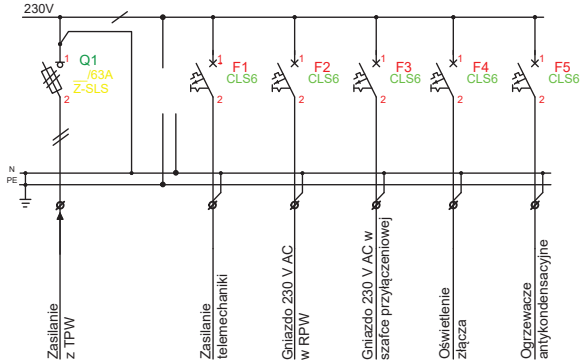 230V
1
Q1
__/63A
Z-SLS
2
1
F1
CLS6
2
1
F2
CLS6
2
1
F3
CLS6
2
1
F4
CLS6
2
1
F5
CLS6
2
N
PE
Zasilanie
z TPW
Zasilanie
telemechaniki
Gniazdo 230 V AC
w RPW
Gniazdo 230 V AC w
szafce przyłączeniowej
Oświetlenie
złącza
Ogrzewacze
antykondensacyjne